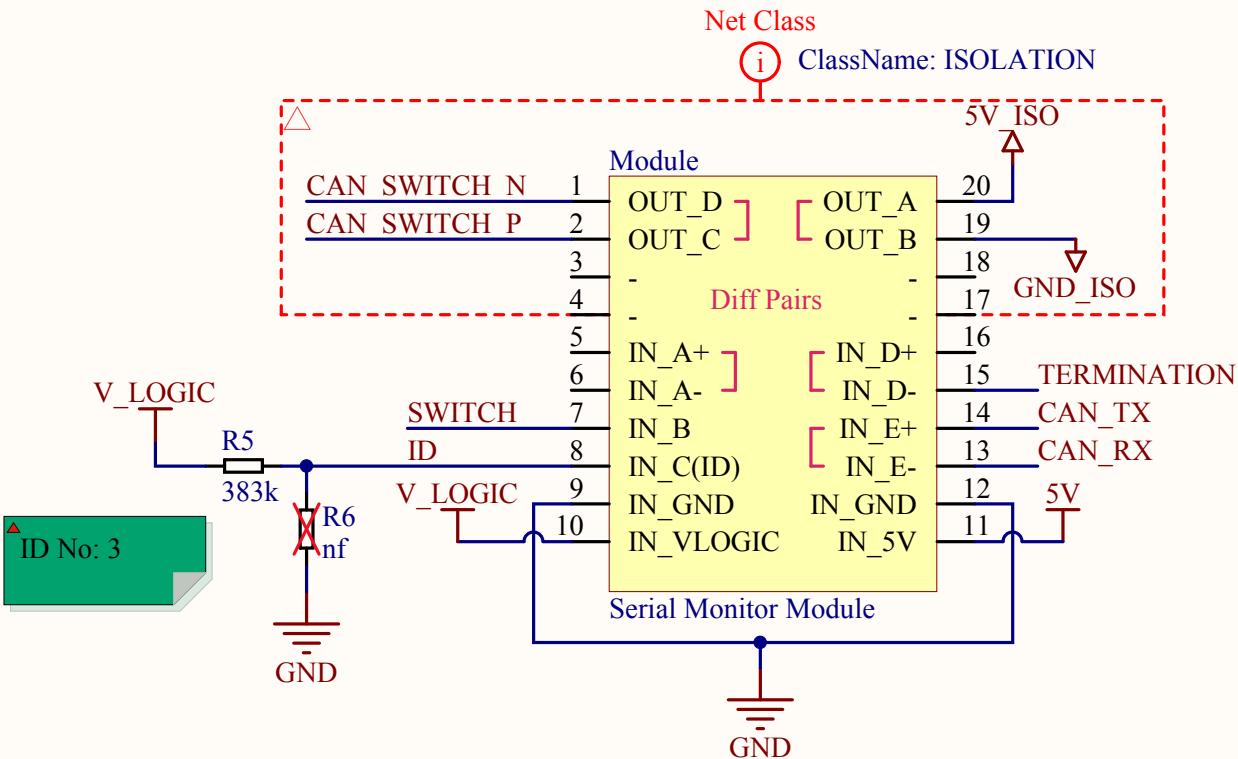 Net Class
i ClassName: ISOLATION
5V_ISO
Module
CAN_SWITCH_N 1 OUT_D OUT_A 20
CAN_SWITCH_P 2 OUT_C OUT_B 19
3 - - 18
GND_ISO
Diff Pairs
4 - - 17
5 IN_A+ IN_D+ 16
6 IN_A- IN_D- 15 TERMINATION
V_LOGIC
SWITCH 7 IN_B IN_E+ 14 CAN_TX
R5
ID 8 IN_C(ID) IN_E- 13 CAN_RX
383k
V_LOGIC 9 IN_GND IN_GND 12 5V
R6
nf
10 IN_VLOGIC IN_5V 11
ID No: 3
Serial Monitor Module
GND
GND